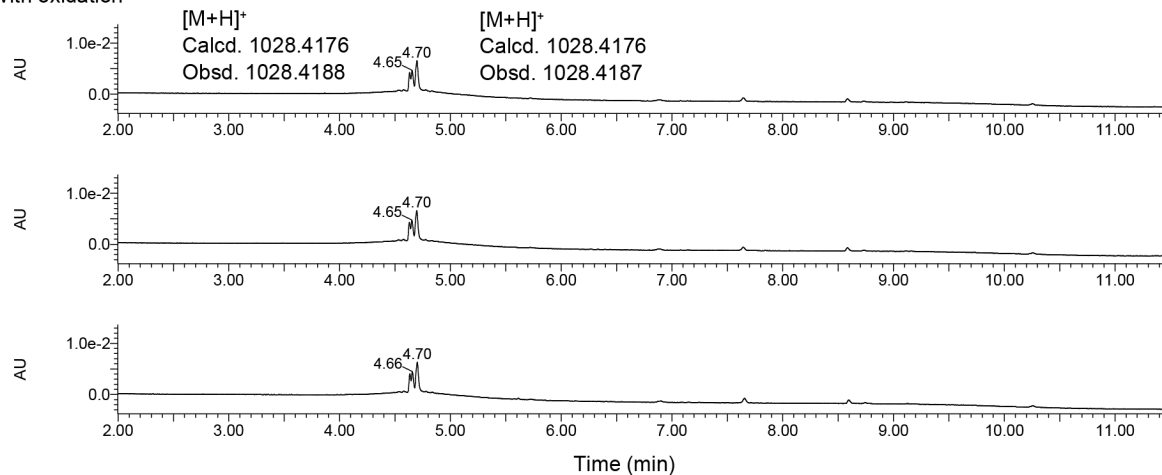 with oxidation
[M+H]⁺ [M+H]⁺
Calcd. 1028.4176 Calcd. 1028.4176
Obsd. 1028.4188 Obsd. 1028.4187
AU
1.0e-2
0.0
4.65 4.70
2.00 3.00 4.00 5.00 6.00 7.00 8.00 9.00 10.00 11.00
AU
1.0e-2
0.0
4.65 4.70
2.00 3.00 4.00 5.00 6.00 7.00 8.00 9.00 10.00 11.00
AU
1.0e-2
0.0
4.66 4.70
2.00 3.00 4.00 5.00 6.00 7.00 8.00 9.00 10.00 11.00
Time (min)